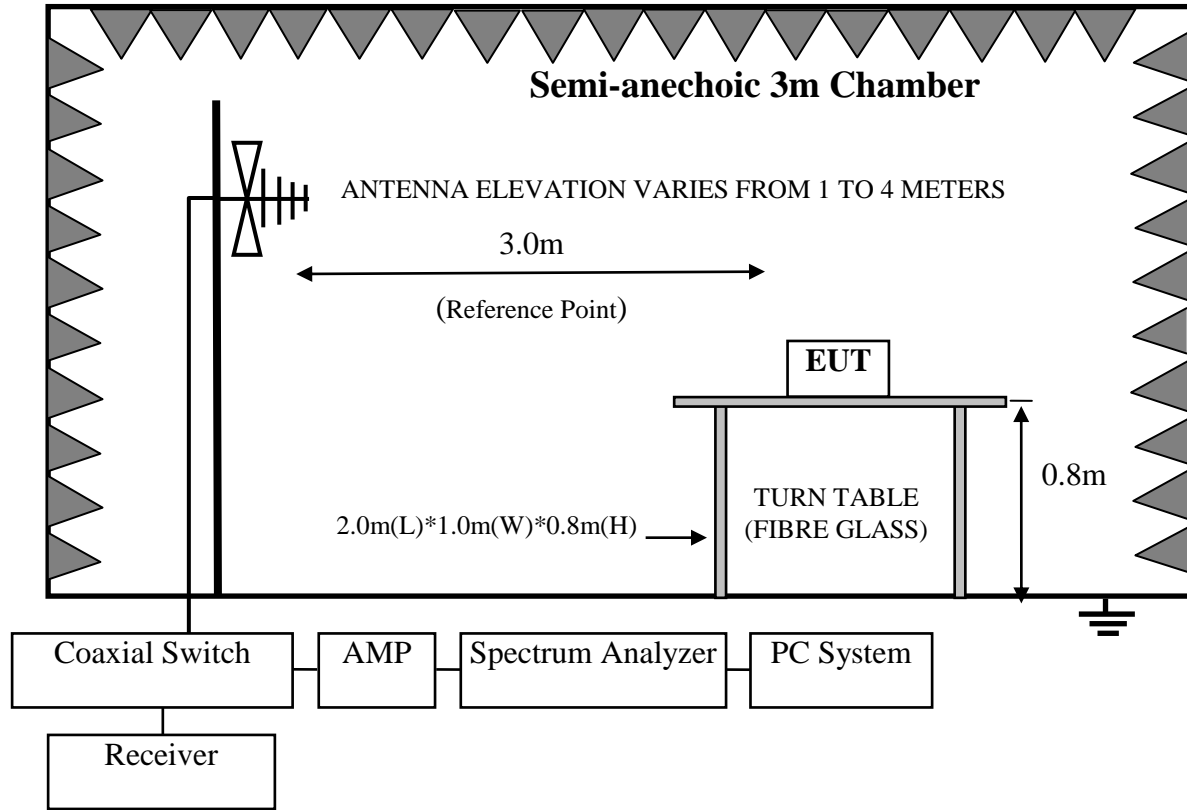 Semi-anechoic 3m Chamber
ANTENNA ELEVATION VARIES FROM 1 TO 4 METERS
3.0m
(Reference Point)
EUT
0.8m
TURN TABLE
(FIBRE GLASS)
2.0m(L)*1.0m(W)*0.8m(H)
Coaxial Switch
AMP
Spectrum Analyzer
PC System
Receiver